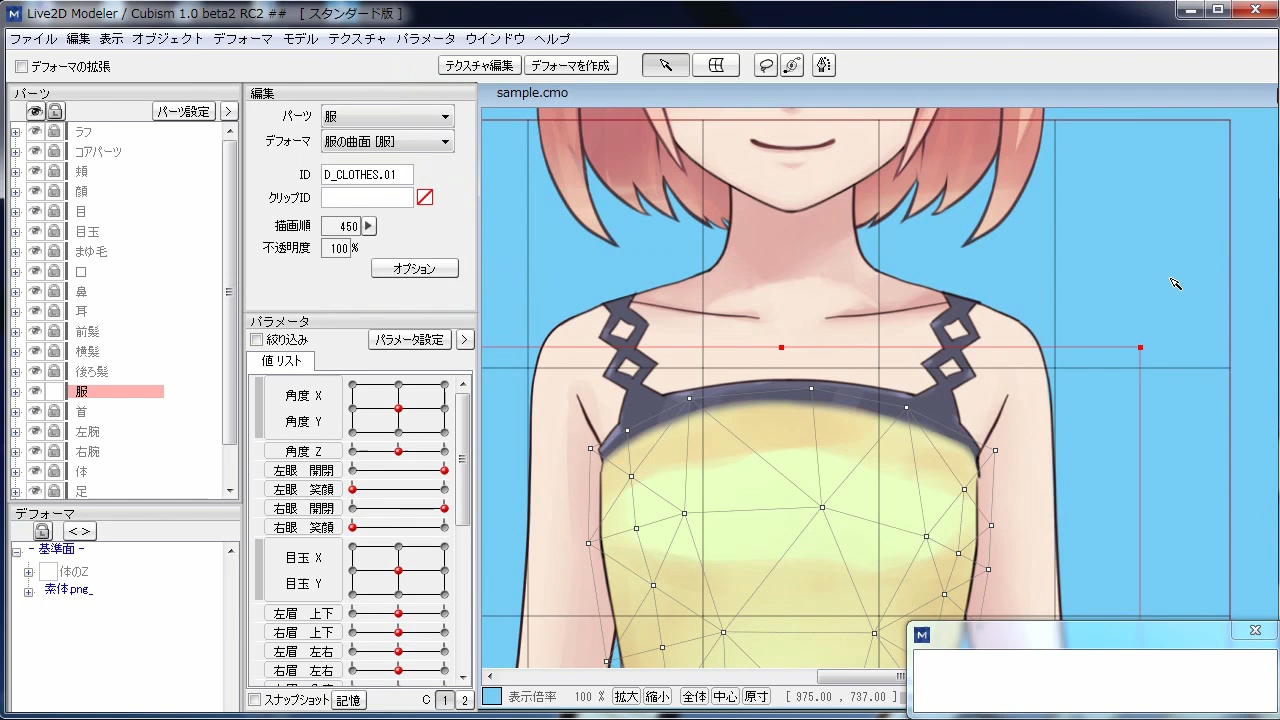 Live2D Modeler / Cubism 1.0 beta2 RC2 ## [ スタンダード版 ]
ファイル 編集 表示 オブジェクト デフォーマ モデル テクスチャ パラメータ ウインドウ ヘルプ
デフォーマの拡張 テクスチャ編集 デフォーマを作成
パーツ
パーツ設定 >
ラフ
コアパーツ
頬
顔
目
目玉
まゆ毛
口
鼻
耳
前髪
横髪
後ろ髪
服
首
左腕
右腕
体
足
デフォーマ
< >
- 基準面 -
体のZ
素体png_
編集
パーツ 服
デフォーマ 服の曲面 [服]
ID D_CLOTHES.01
クリップID
描画順 450
不透明度 100 %
オプション
パラメータ
絞り込み パラメータ設定 >
値 リスト
角度 X
角度 Y
角度 Z
左眼 開閉
左眼 笑顔
右眼 開閉
右眼 笑顔
目玉 X
目玉 Y
左眉 上下
右眉 上下
左眉 左右
右眉 左右
スナップショット 記憶 C 1 2
sample.cmo
表示倍率 100 % 拡大 縮小 全体 中心 原寸 [ 975.00 , 737.00 ]